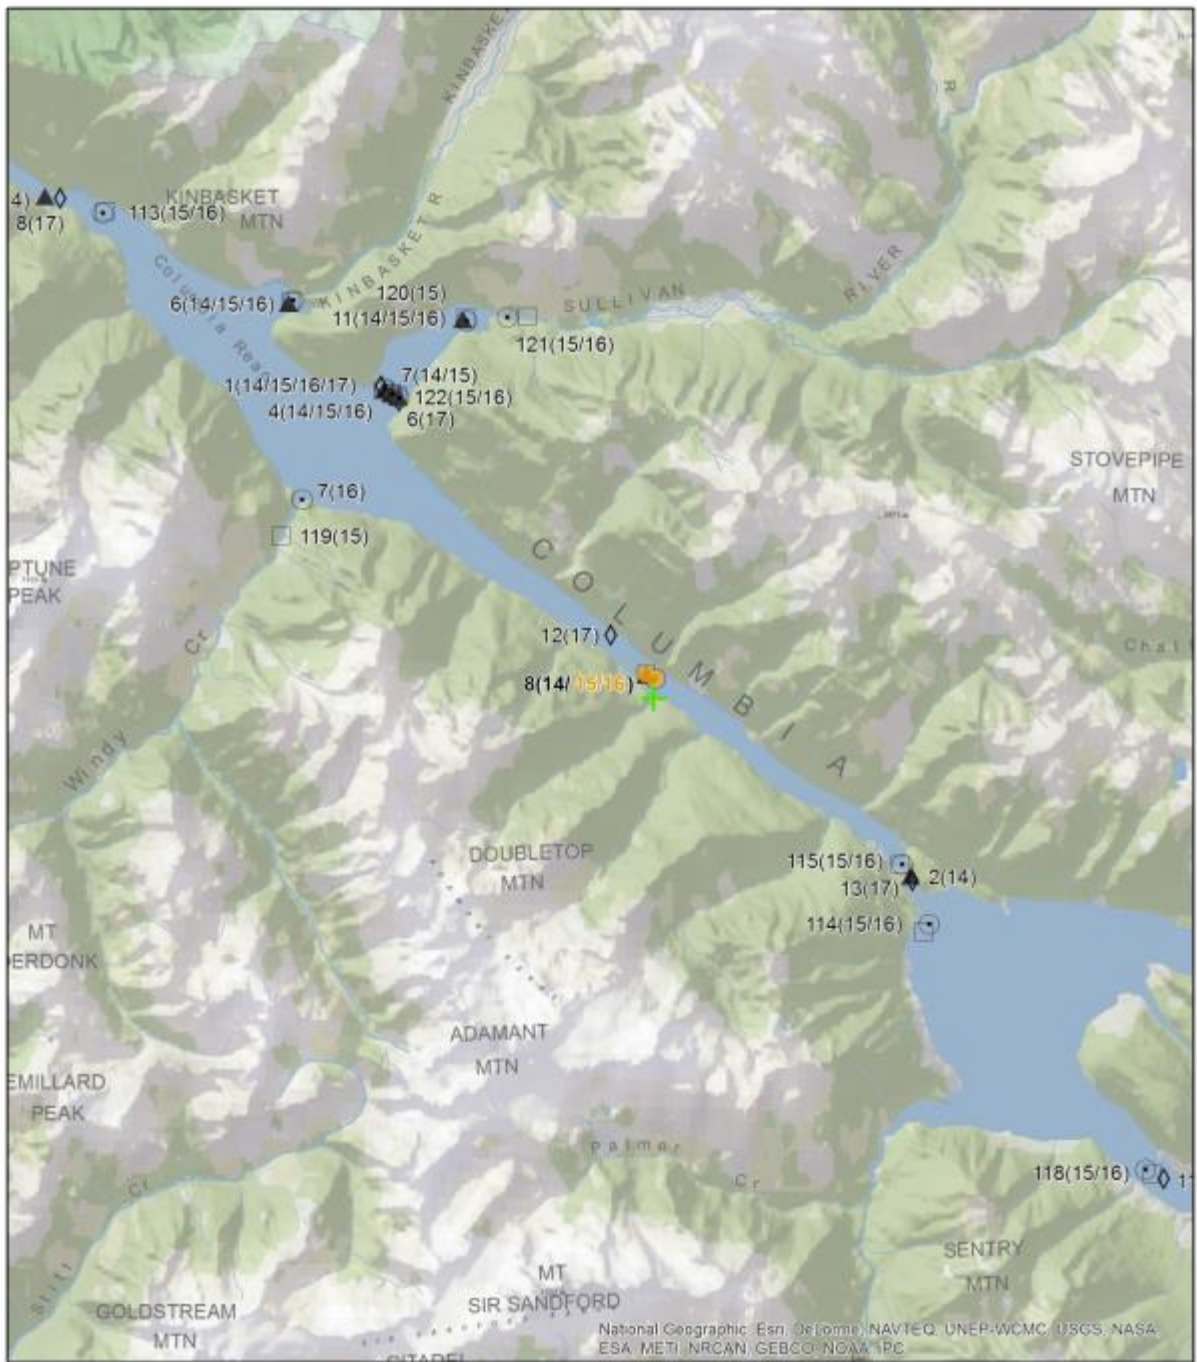 KINBASKET
R
4)
8(17)
KINBASKET
MTN
113(15/16)
Columbia Reac
6(14/15/16)
KINBASKET R
120(15)
11(14/15/16)
SULLIVAN
RIVER
121(15/16)
1(14/15/16/17)
7(14/15)
122(15/16)
4(14/15/16)
6(17)
STOVEPIPE
MTN
7(16)
119(15)
PTUNE
PEAK
COLUMBIA
Windy Cr
12(17)
8(14/15/16)
DOUBLETOP
MTN
115(15/16)
2(14)
13(17)
114(15/16)
MT
DERDONK
ADAMANT
MTN
EMILLARD
PEAK
Palmer Cr
118(15/16)
SENTRY
MTN
MT
SIR SANDFORD
GOLDSTREAM
MTN
CITADEL
National Geographic, Esri, DeLorme, NAVTEQ, UNEP-WCMC, USGS, NASA,
ESA, METI, NRCAN, GEBCO, NOAA, iPC